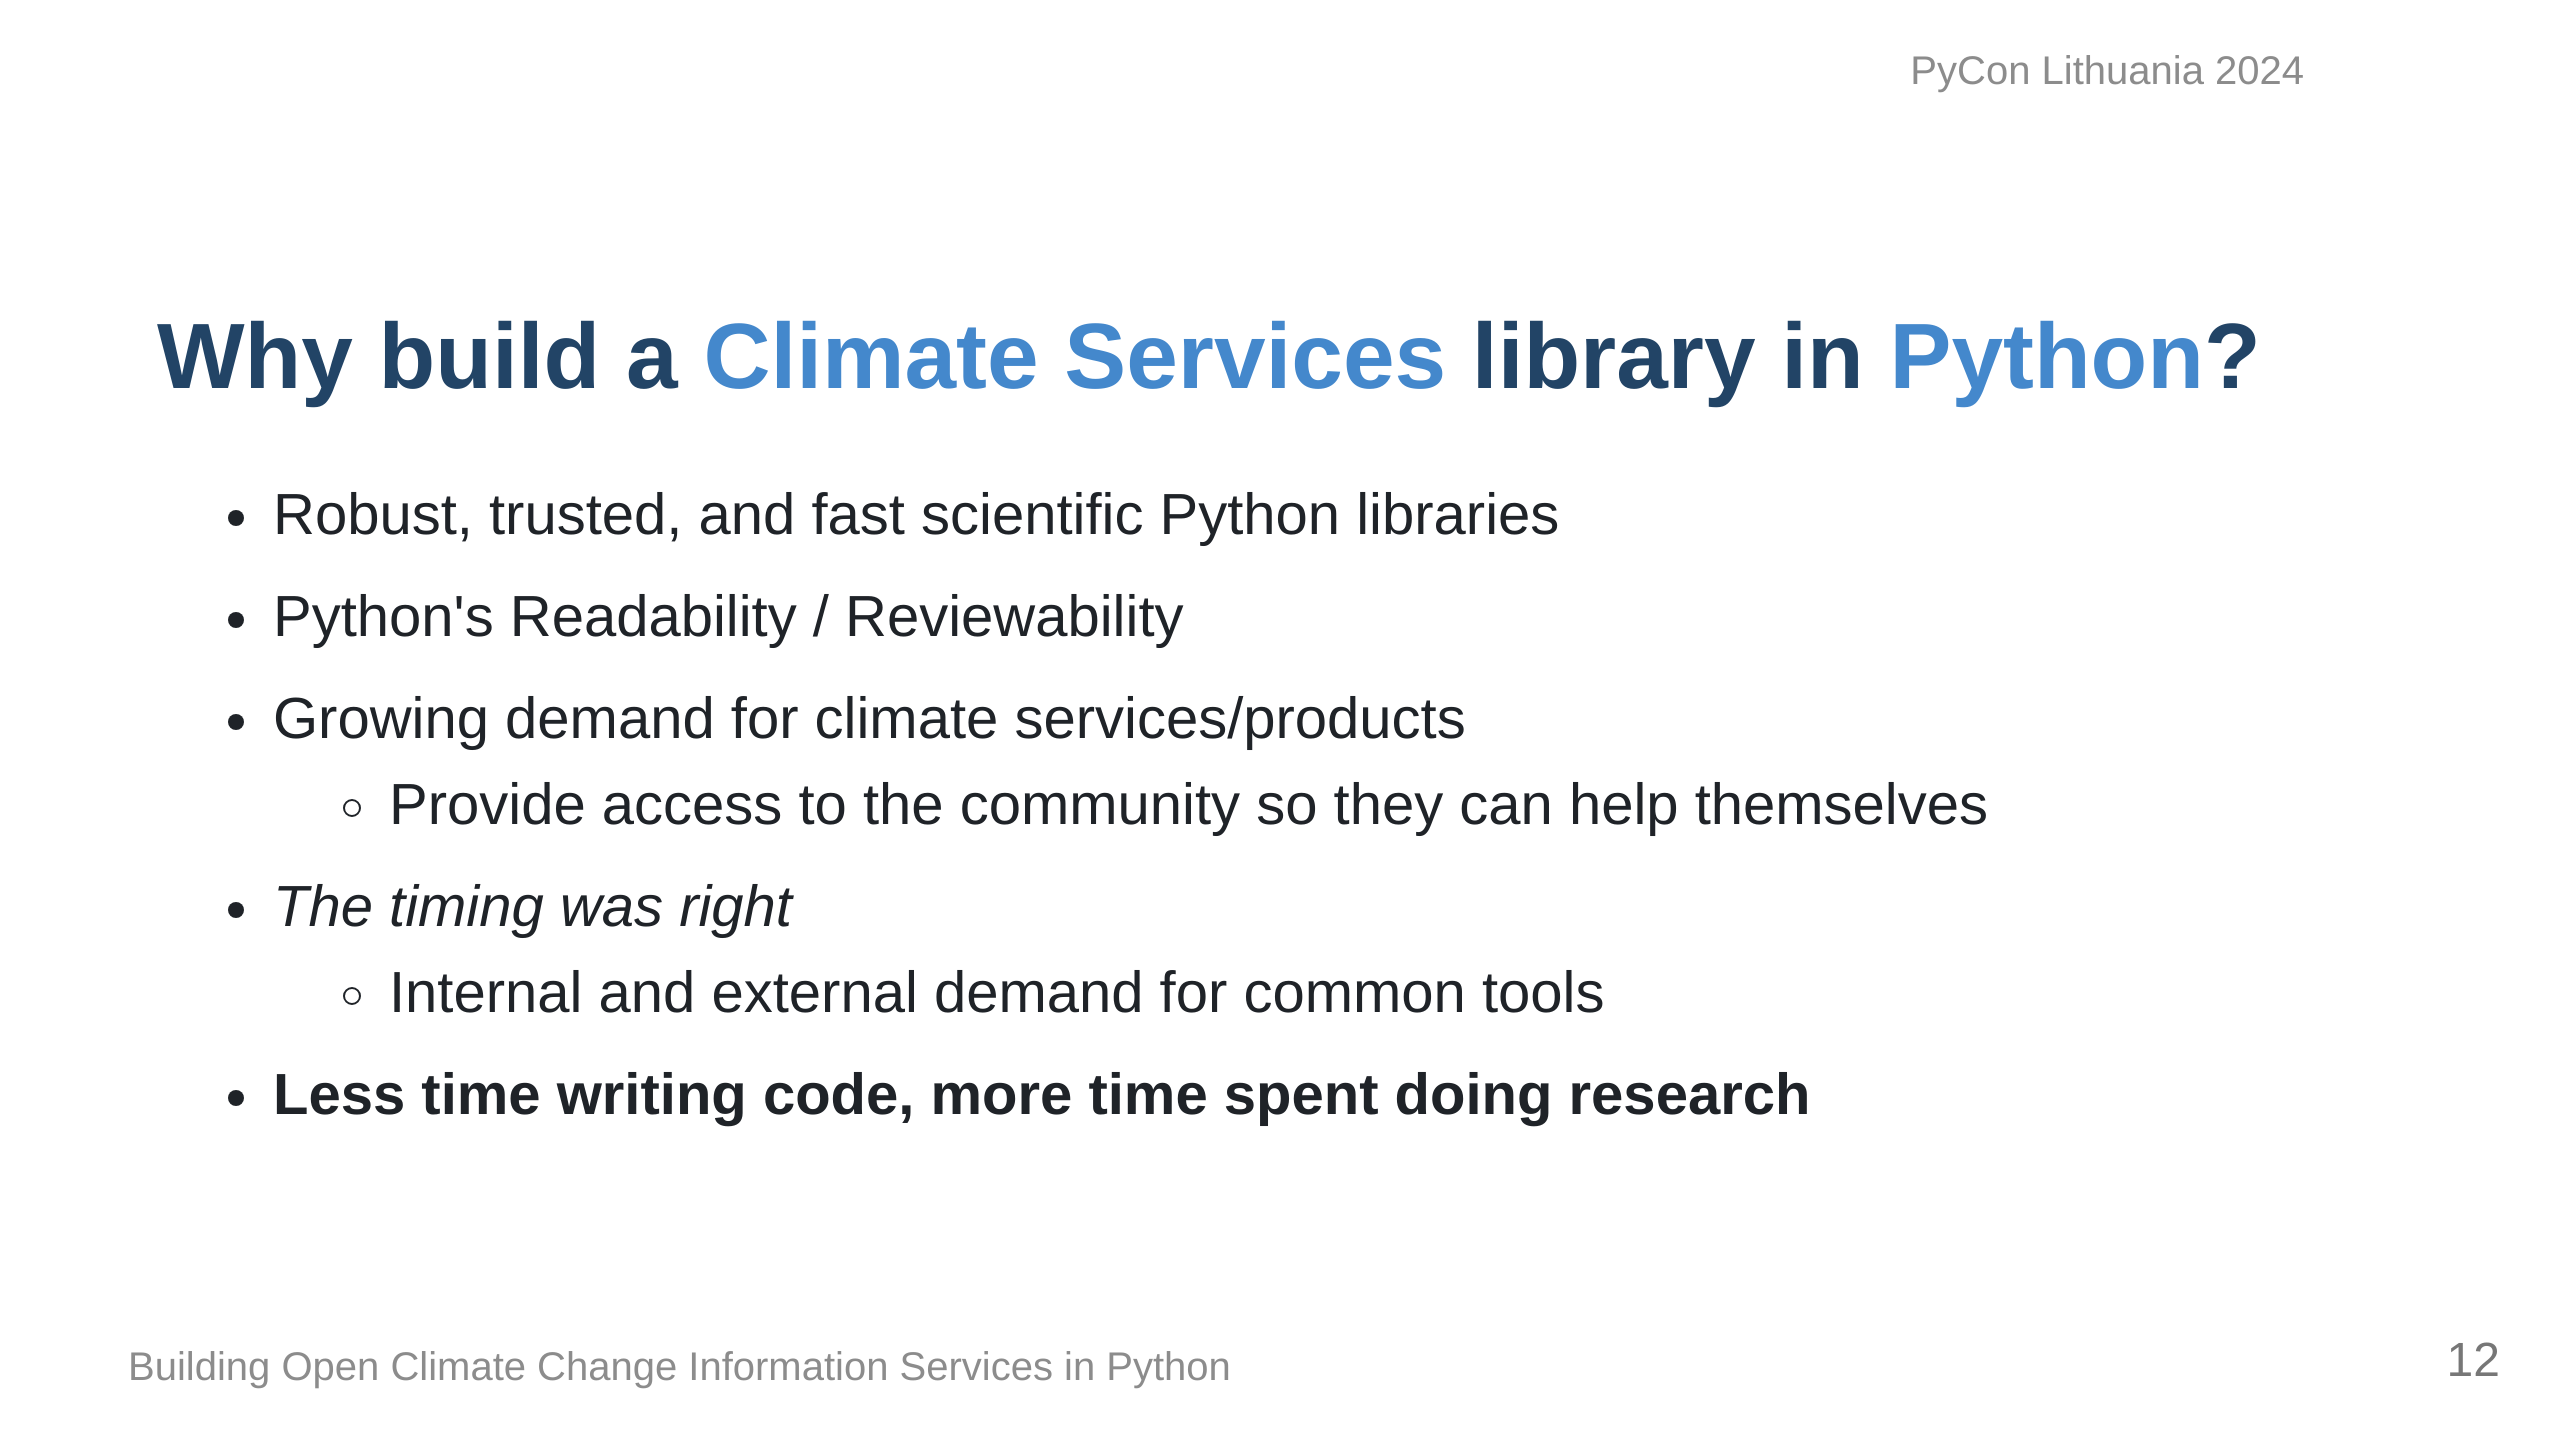 PyCon Lithuania 2024
Why build a Climate Services library in Python?
Robust, trusted, and fast scientific Python libraries
Python's Readability / Reviewability
Growing demand for climate services/products
Provide access to the community so they can help themselves
The timing was right
Internal and external demand for common tools
Less time writing code, more time spent doing research
Building Open Climate Change Information Services in Python
12